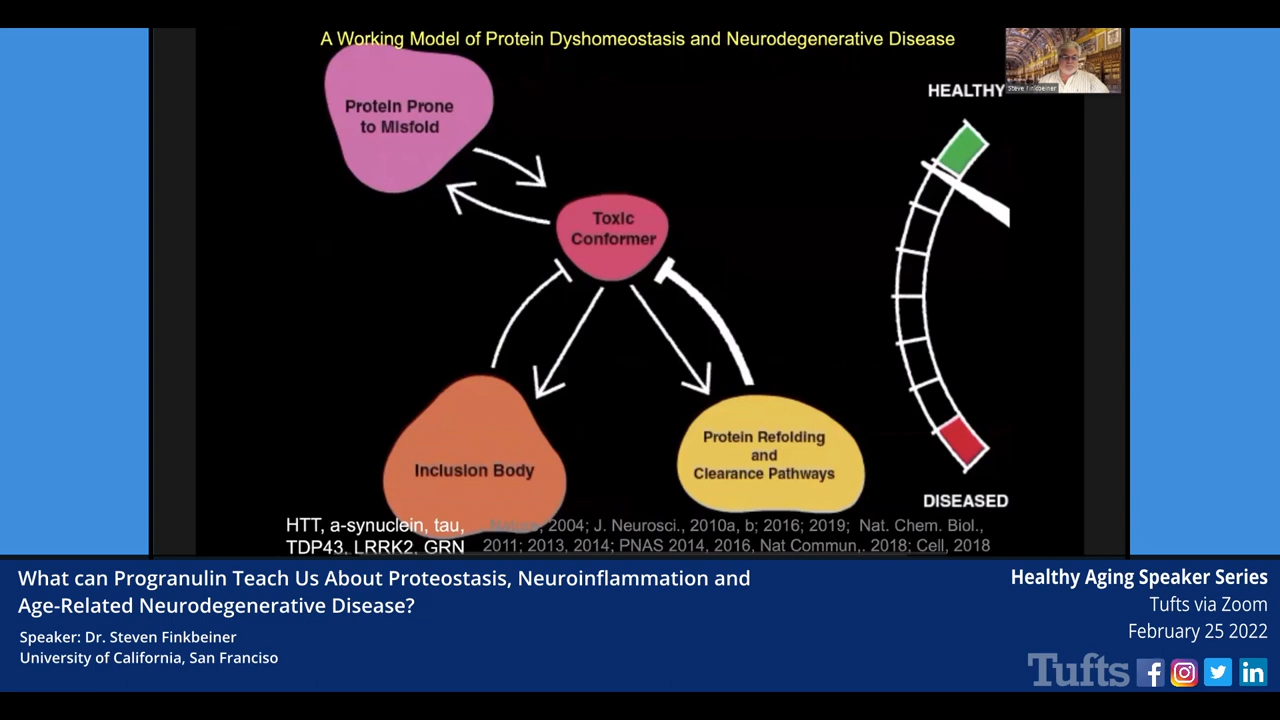 A Working Model of Protein Dyshomeostasis and Neurodegenerative Disease
Steve Finkbeiner
HEALTHY
Protein Prone
to Misfold
Toxic
Conformer
Inclusion Body
Protein Refolding
and
Clearance Pathways
DISEASED
HTT, a-synuclein, tau,
TDP43, LRRK2, GRN
Nature, 2004; J. Neurosci., 2010a, b; 2016; 2019; Nat. Chem. Biol.,
2011; 2013, 2014; PNAS 2014, 2016, Nat Commun,. 2018; Cell, 2018
What can Progranulin Teach Us About Proteostasis, Neuroinflammation and
Age-Related Neurodegenerative Disease?
Speaker: Dr. Steven Finkbeiner
University of California, San Franciso
Healthy Aging Speaker Series
Tufts via Zoom
February 25 2022
Tufts